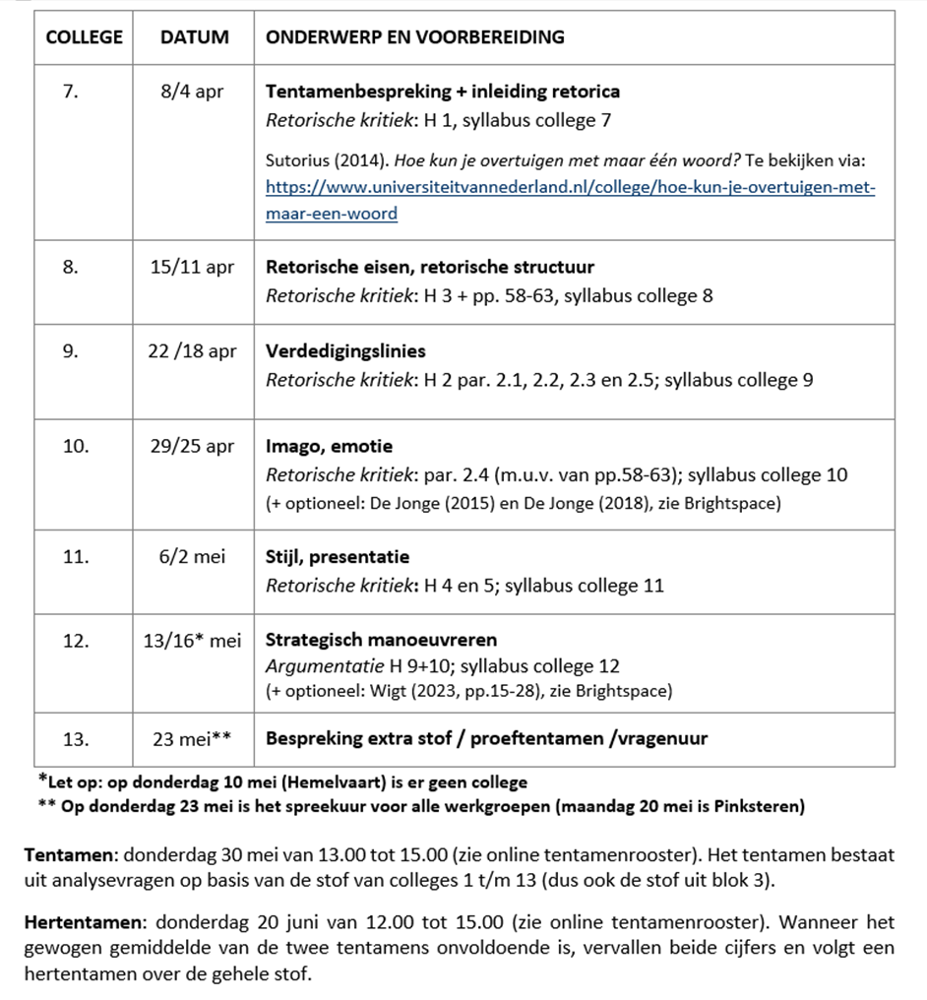 COLLEGE DATUM ONDERWERP EN VOORBEREIDING
7. 8/4 apr Tentamenbespreking + inleiding retorica
Retorische kritiek: H 1, syllabus college 7
Sutorius (2014). Hoe kun je overtuigen met maar één woord? Te bekijken via:
https://www.universiteitvannederland.nl/college/hoe-kun-je-overtuigen-met-
maar-een-woord
8. 15/11 apr Retorische eisen, retorische structuur
Retorische kritiek: H 3 + pp. 58-63, syllabus college 8
9. 22 /18 apr Verdedigingslinies
Retorische kritiek: H 2 par. 2.1, 2.2, 2.3 en 2.5; syllabus college 9
10. 29/25 apr Imago, emotie
Retorische kritiek: par. 2.4 (m.u.v. van pp.58-63); syllabus college 10
(+ optioneel: De Jonge (2015) en De Jonge (2018), zie Brightspace)
11. 6/2 mei Stijl, presentatie
Retorische kritiek: H 4 en 5; syllabus college 11
12. 13/16* mei Strategisch manoeuvreren
Argumentatie H 9+10; syllabus college 12
(+ optioneel: Wigt (2023, pp.15-28), zie Brightspace)
13. 23 mei** Bespreking extra stof / proeftentamen /vragenuur
*Let op: op donderdag 10 mei (Hemelvaart) is er geen college
** Op donderdag 23 mei is het spreekuur voor alle werkgroepen (maandag 20 mei is Pinksteren)
Tentamen: donderdag 30 mei van 13.00 tot 15.00 (zie online tentamenrooster). Het tentamen bestaat
uit analysevragen op basis van de stof van colleges 1 t/m 13 (dus ook de stof uit blok 3).
Hertentamen: donderdag 20 juni van 12.00 tot 15.00 (zie online tentamenrooster). Wanneer het
gewogen gemiddelde van de twee tentamens onvoldoende is, vervallen beide cijfers en volgt een
hertentamen over de gehele stof.